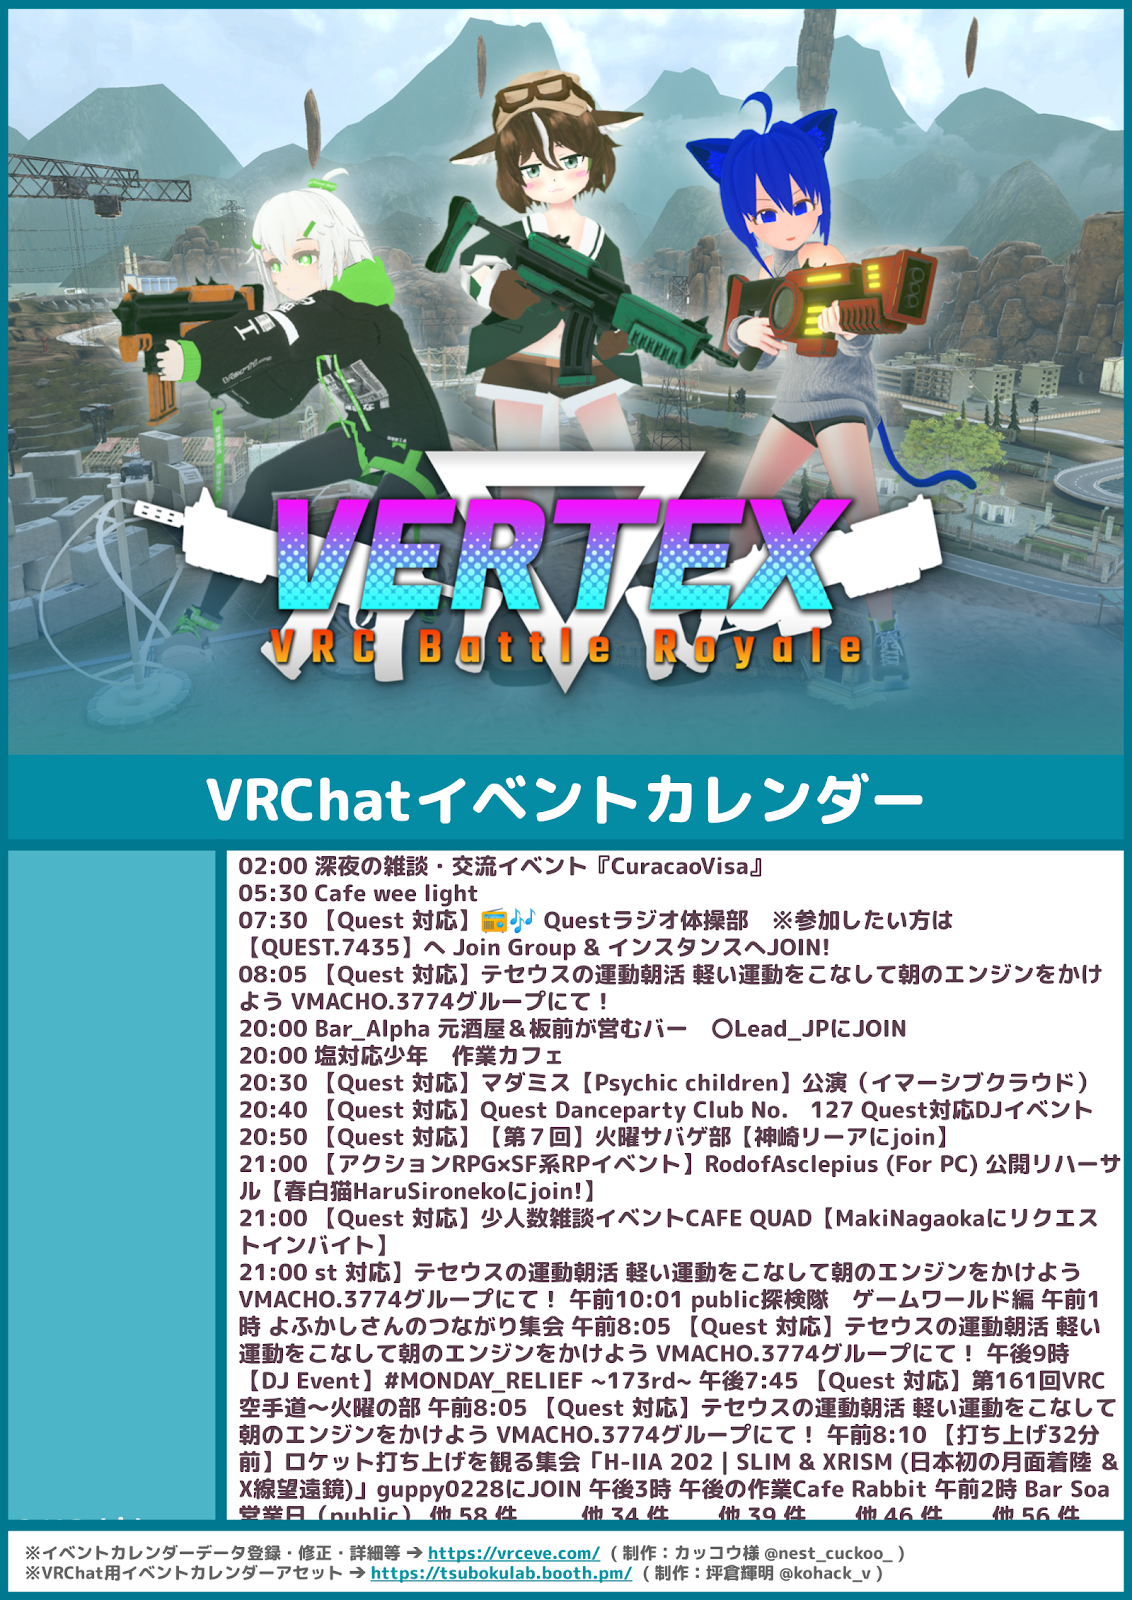 VERTEX
VRC Battle Royale
VRChatイベントカレンダー
02:00 深夜の雑談・交流イベント『CuracaoVisa』
05:30 Cafe wee light
07:30 【Quest 対応】📻🎶 Questラジオ体操部　※参加したい方は
【QUEST.7435】へ Join Group & インスタンスへJOIN!
08:05 【Quest 対応】テセウスの運動朝活 軽い運動をこなして朝のエンジンをかけ
よう VMACHO.3774グループにて！
20:00 Bar_Alpha 元酒屋＆板前が営むバー　〇Lead_JPにJOIN
20:00 塩対応少年　作業カフェ
20:30 【Quest 対応】マダミス【Psychic children】公演（イマーシブクラウド）
20:40 【Quest 対応】Quest Danceparty Club No.　127 Quest対応DJイベント
20:50 【Quest 対応】【第７回】火曜サバゲ部【神崎リーアにjoin】
21:00 【アクションRPG×SF系RPイベント】RodofAsclepius (For PC) 公開リハーサ
ル【春白猫HaruSironekoにjoin!】
21:00 【Quest 対応】少人数雑談イベントCAFE QUAD【MakiNagaokaにリクエス
トインバイト】
21:00 st 対応】テセウスの運動朝活 軽い運動をこなして朝のエンジンをかけよう
VMACHO.3774グループにて！ 午前10:01 public探検隊　ゲームワールド編 午前1
時 よふかしさんのつながり集会 午前8:05 【Quest 対応】テセウスの運動朝活 軽い
運動をこなして朝のエンジンをかけよう VMACHO.3774グループにて！ 午後9時
【DJ Event】#MONDAY_RELIEF ~173rd~ 午後7:45 【Quest 対応】第161回VRC
空手道〜火曜の部 午前8:05 【Quest 対応】テセウスの運動朝活 軽い運動をこなして
朝のエンジンをかけよう VMACHO.3774グループにて！ 午前8:10 【打ち上げ32分
前】ロケット打ち上げを観る集会「H-IIA 202 | SLIM & XRISM (日本初の月面着陸 &
X線望遠鏡)」guppy0228にJOIN 午後3時 午後の作業Cafe Rabbit 午前2時 Bar Soa
営業日（public） 他 58 件　　他 34 件　　他 39 件　　他 46 件　　他 56 件
※イベントカレンダーデータ登録・修正・詳細等 ➔ https://vrceve.com/ ( 制作：カッコウ様 @nest_cuckoo_ )
※VRChat用イベントカレンダーアセット ➔ https://tsubokulab.booth.pm/ ( 制作：坪倉輝明 @kohack_v )